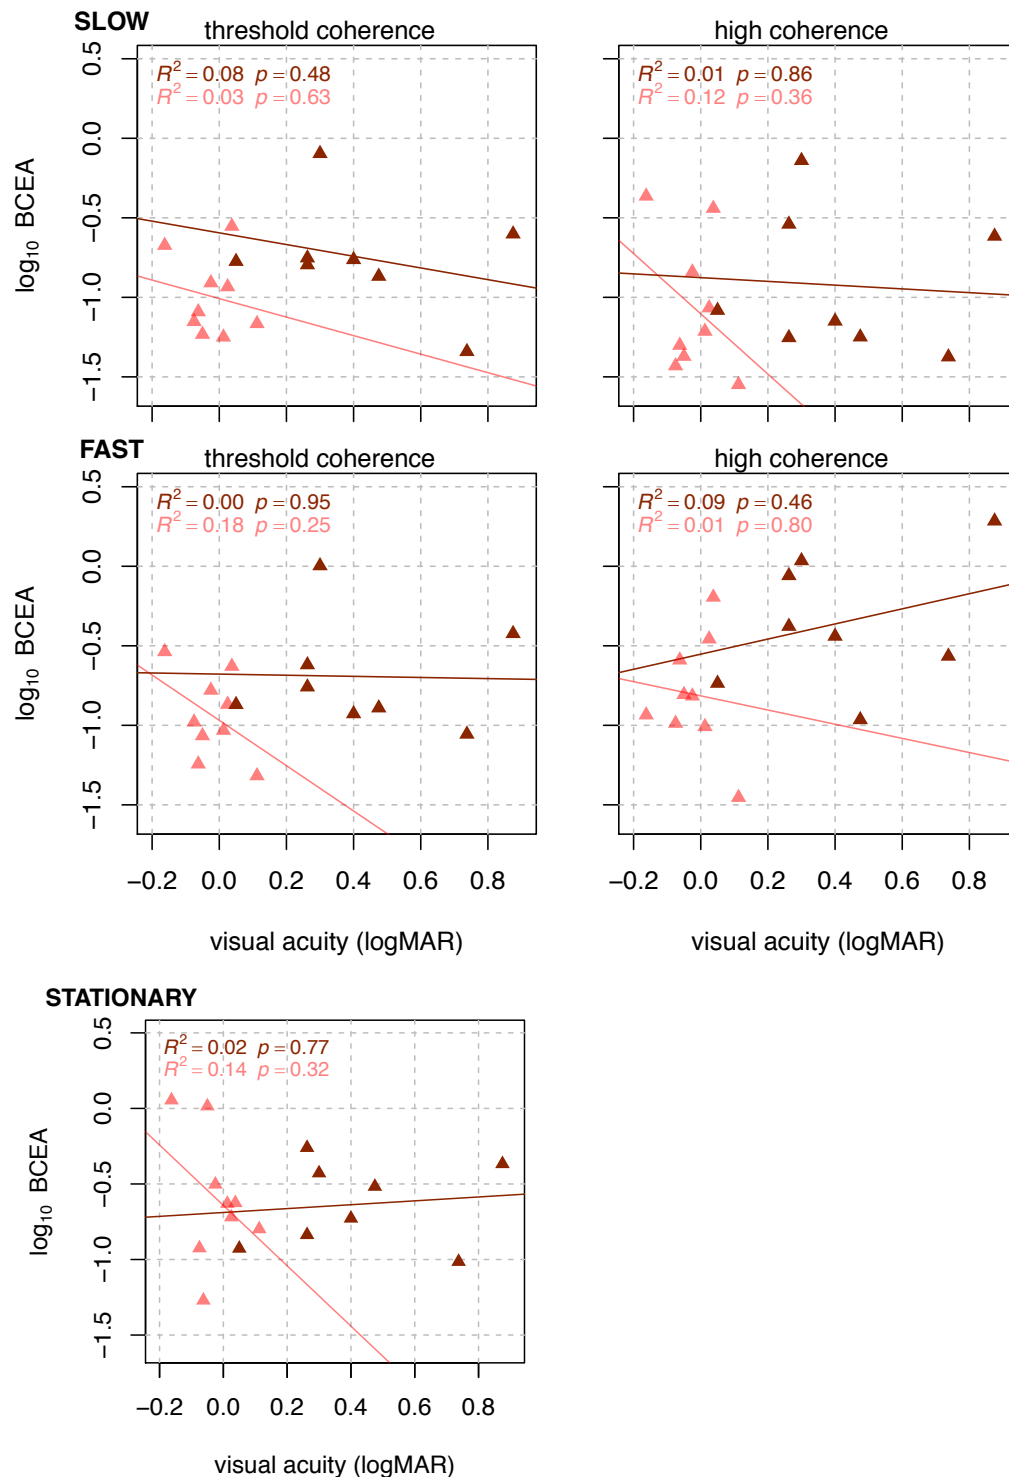 SLOW
threshold coherence
high coherence
R² = 0.08 p = 0.48
R² = 0.03 p = 0.63
R² = 0.01 p = 0.86
R² = 0.12 p = 0.36
log₁₀ BCEA
0.5
0.0
−0.5
−1.0
−1.5
FAST
threshold coherence
high coherence
R² = 0.00 p = 0.95
R² = 0.18 p = 0.25
R² = 0.09 p = 0.46
R² = 0.01 p = 0.80
log₁₀ BCEA
0.5
0.0
−0.5
−1.0
−1.5
−0.2 0.0 0.2 0.4 0.6 0.8
−0.2 0.0 0.2 0.4 0.6 0.8
visual acuity (logMAR)
visual acuity (logMAR)
STATIONARY
R² = 0.02 p = 0.77
R² = 0.14 p = 0.32
log₁₀ BCEA
0.5
0.0
−0.5
−1.0
−1.5
−0.2 0.0 0.2 0.4 0.6 0.8
visual acuity (logMAR)